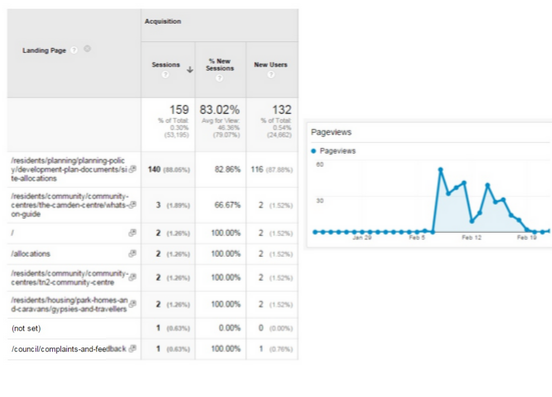 Acquisition
Landing Page
Sessions
% New
Sessions
New Users
159
% of Total:
0.30%
(53,195)
83.02%
Avg for View:
46.36%
(79.07%)
132
% of Total:
0.54%
(24,662)
/residents/planning/planning-polic
y/development-plan-documents/si
te-allocations
140 (88.05%)
82.86%
116 (87.88%)
/residents/community/community-
centres/the-camden-centre/whats-
on-guide
3 (1.89%)
66.67%
2 (1.52%)
/
2 (1.26%)
100.00%
2 (1.52%)
/allocations
2 (1.26%)
100.00%
2 (1.52%)
/residents/community/community-
centres/tn2-community-centre
2 (1.26%)
100.00%
2 (1.52%)
/residents/housing/park-homes-an
d-caravans/gypsies-and-travellers
2 (1.26%)
100.00%
2 (1.52%)
(not set)
1 (0.63%)
0.00%
0 (0.00%)
/council/complaints-and-feedback
1 (0.63%)
100.00%
1 (0.76%)
Pageviews
Pageviews
60
30
Jan 29
Feb 5
Feb 12
Feb 19